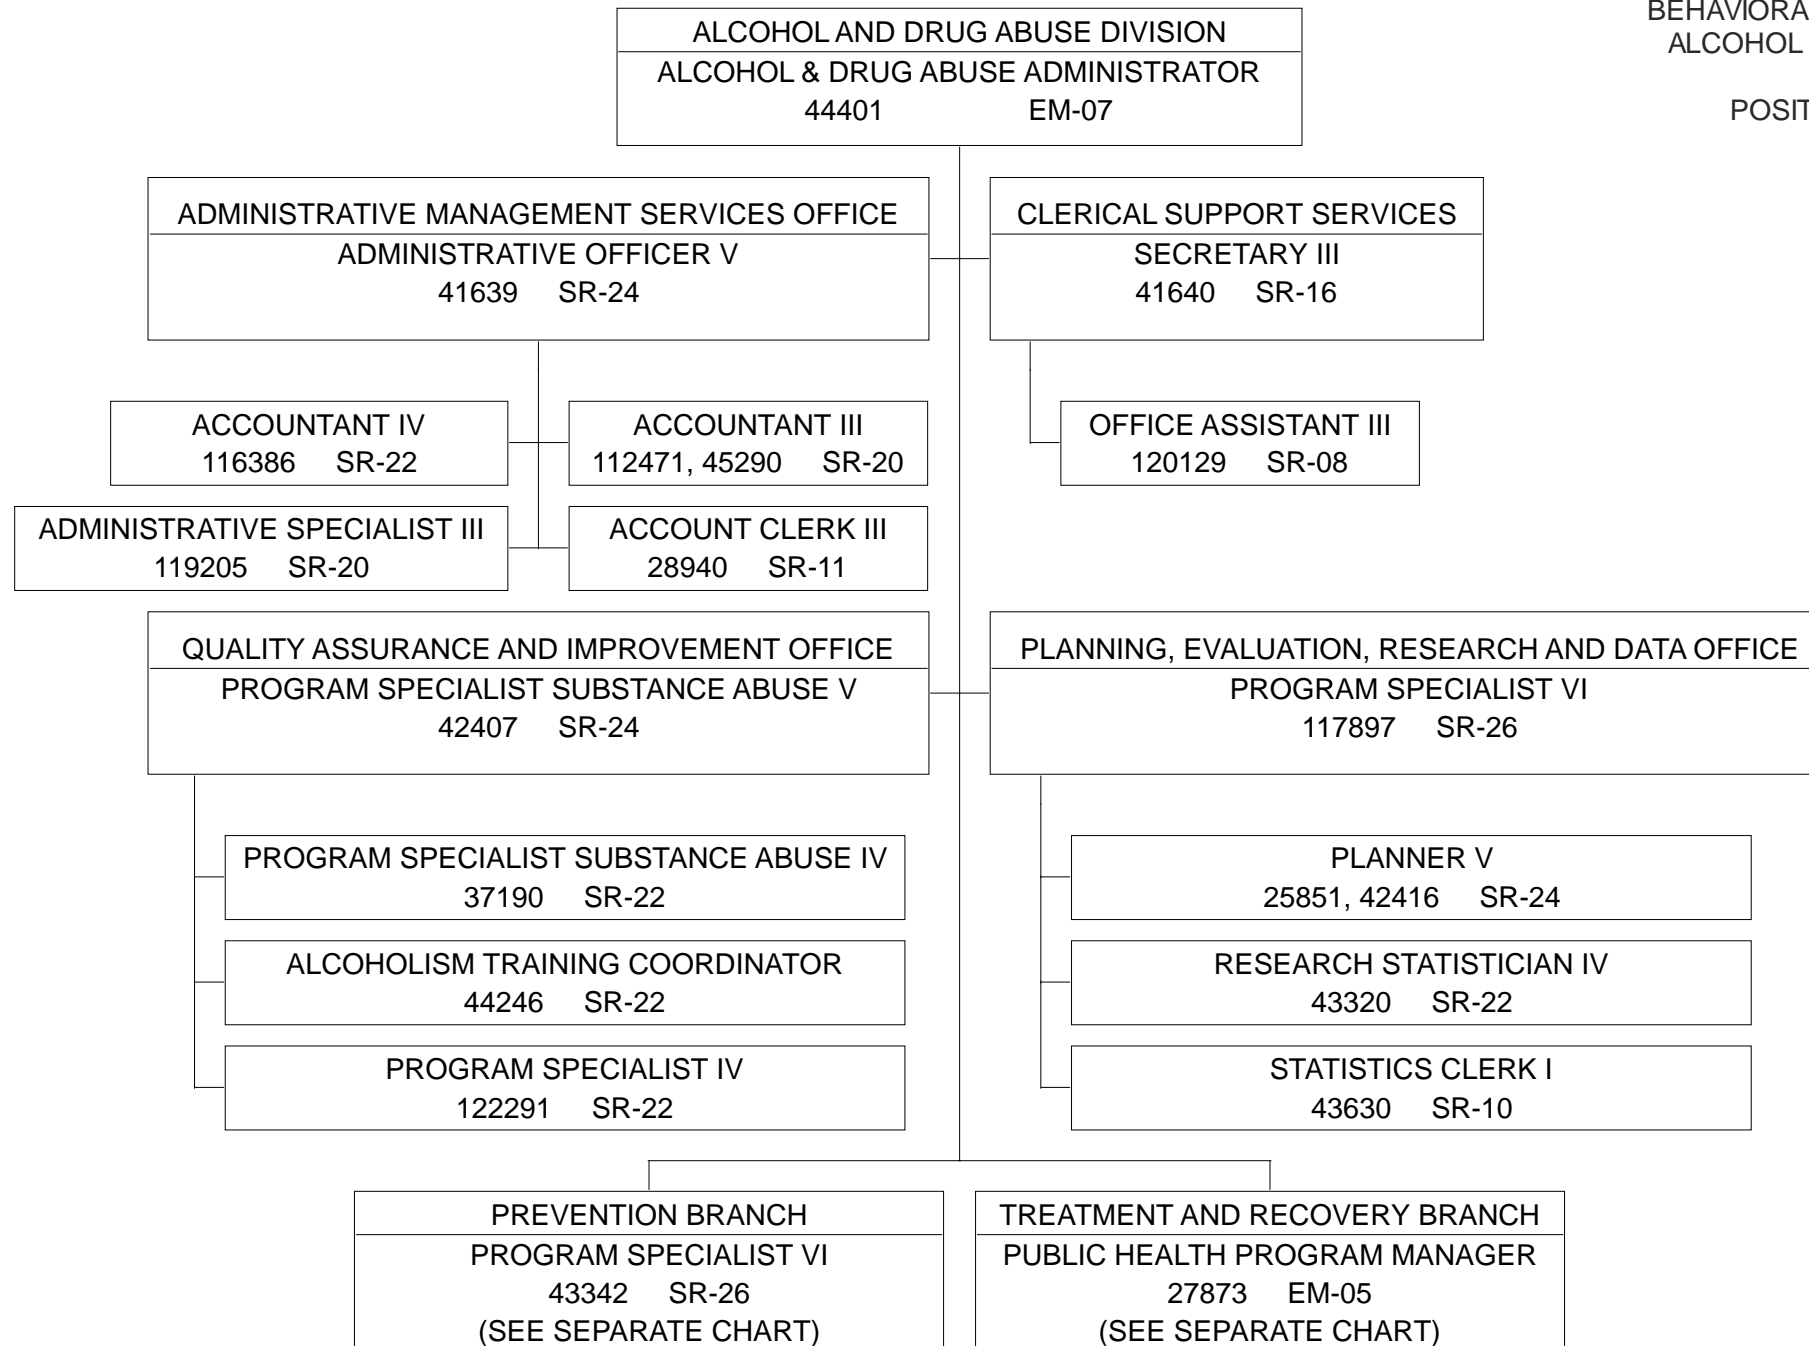 BEHAVIORA
ALCOHOL
POSIT
ALCOHOL AND DRUG ABUSE DIVISION
ALCOHOL & DRUG ABUSE ADMINISTRATOR
44401 EM-07
ADMINISTRATIVE MANAGEMENT SERVICES OFFICE
ADMINISTRATIVE OFFICER V
41639 SR-24
CLERICAL SUPPORT SERVICES
SECRETARY III
41640 SR-16
ACCOUNTANT IV
116386 SR-22
ACCOUNTANT III
112471, 45290 SR-20
OFFICE ASSISTANT III
120129 SR-08
ADMINISTRATIVE SPECIALIST III
119205 SR-20
ACCOUNT CLERK III
28940 SR-11
QUALITY ASSURANCE AND IMPROVEMENT OFFICE
PROGRAM SPECIALIST SUBSTANCE ABUSE V
42407 SR-24
PLANNING, EVALUATION, RESEARCH AND DATA OFFICE
PROGRAM SPECIALIST VI
117897 SR-26
PROGRAM SPECIALIST SUBSTANCE ABUSE IV
37190 SR-22
PLANNER V
25851, 42416 SR-24
ALCOHOLISM TRAINING COORDINATOR
44246 SR-22
RESEARCH STATISTICIAN IV
43320 SR-22
PROGRAM SPECIALIST IV
122291 SR-22
STATISTICS CLERK I
43630 SR-10
PREVENTION BRANCH
PROGRAM SPECIALIST VI
43342 SR-26
(SEE SEPARATE CHART)
TREATMENT AND RECOVERY BRANCH
PUBLIC HEALTH PROGRAM MANAGER
27873 EM-05
(SEE SEPARATE CHART)